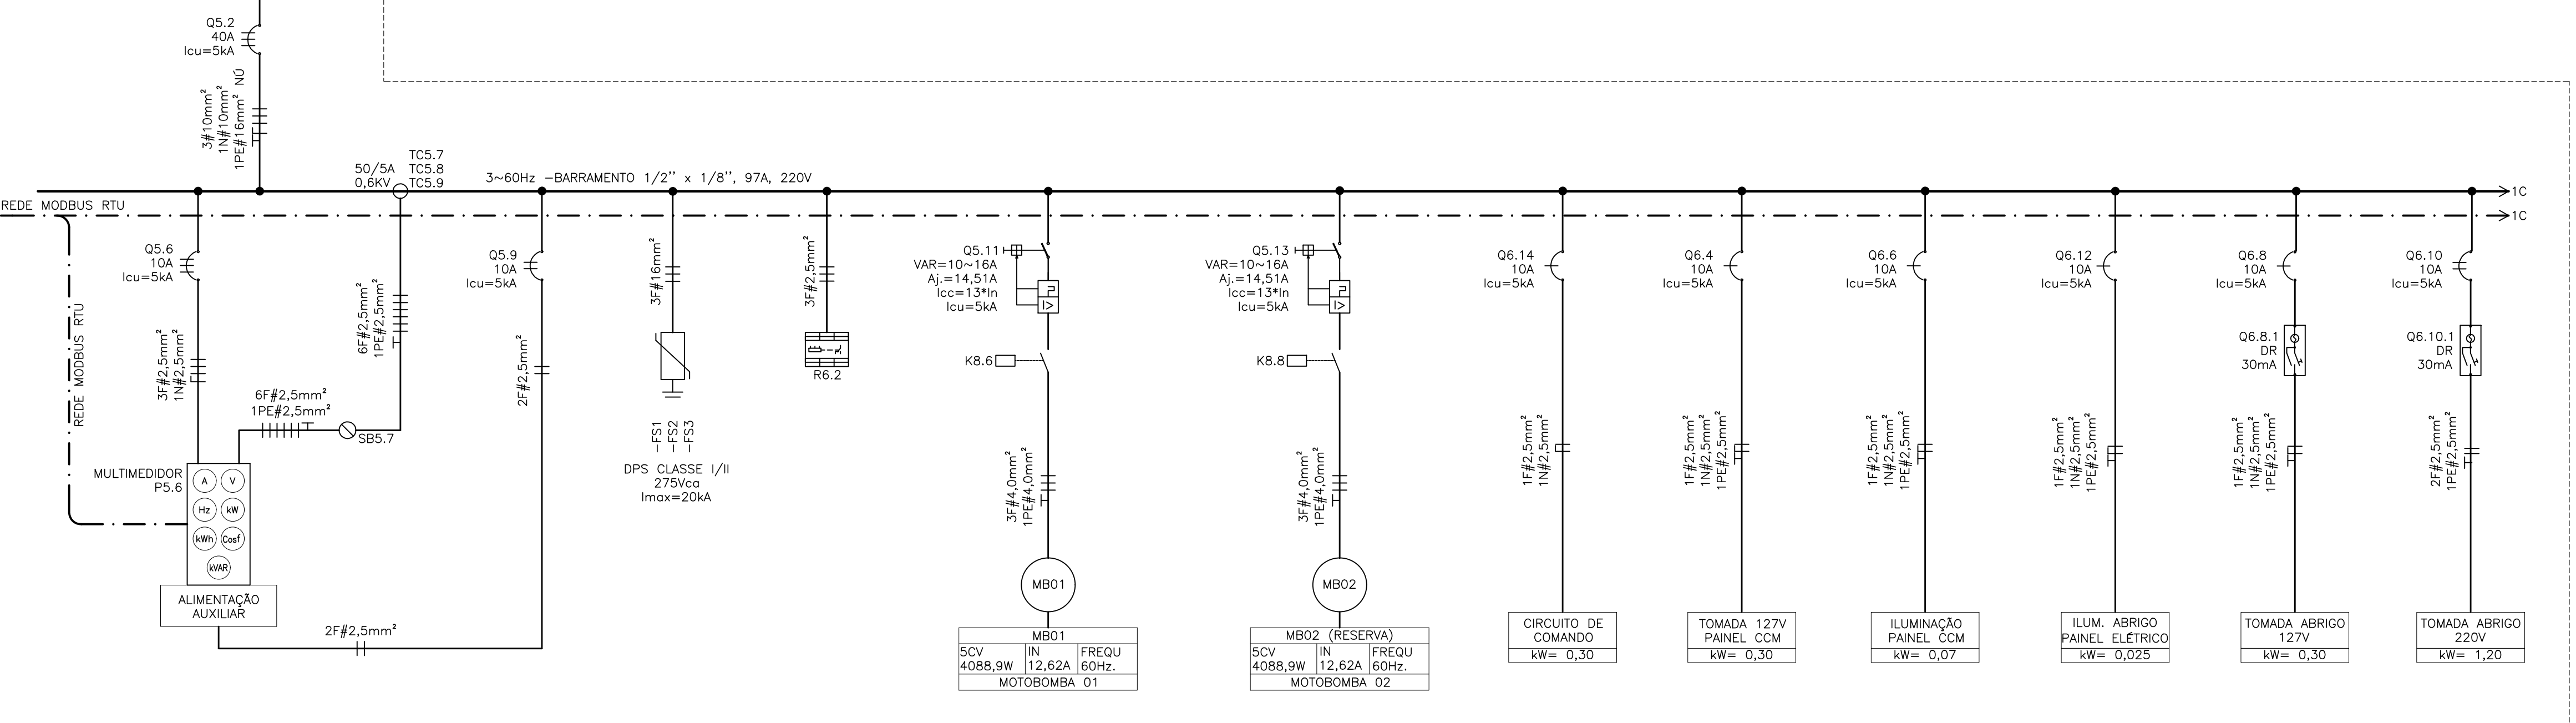 Q5.2
40A
Icu=5kA
3#10mm²
1N#10mm²
1PE#16mm² NÚ
50/5A
0,6KV
TC5.7
TC5.8
TC5.9
3~60Hz -BARRAMENTO 1/2'' x 1/8'', 97A, 220V
1C
REDE MODBUS RTU
1C
REDE MODBUS RTU
Q5.6
10A
Icu=5kA
3F#2,5mm²
1N#2,5mm²
6F#2,5mm²
1PE#2,5mm²
6F#2,5mm²
1PE#2,5mm²
SB5.7
MULTIMEDIDOR
P5.6
A
V
Hz
kW
kWh
Cosf
kVAR
ALIMENTAÇÃO
AUXILIAR
2F#2,5mm²
Q5.9
10A
Icu=5kA
2F#2,5mm²
3F#16mm²
-FS1
-FS2
-FS3
DPS CLASSE I/II
275Vca
Imax=20kA
3F#2,5mm²
R6.2
Q5.11
VAR=10~16A
Aj.=14,51A
Icc=13*In
Icu=5kA
I>
K8.6
3F#4,0mm²
1PE#4,0mm²
MB01
MB01
5CV
4088,9W
IN
12,62A
FREQU
60Hz.
MOTOBOMBA 01
Q5.13
VAR=10~16A
Aj.=14,51A
Icc=13*In
Icu=5kA
I>
K8.8
3F#4,0mm²
1PE#4,0mm²
MB02
MB02 (RESERVA)
5CV
4088,9W
IN
12,62A
FREQU
60Hz.
MOTOBOMBA 02
Q6.14
10A
Icu=5kA
1F#2,5mm²
1N#2,5mm²
CIRCUITO DE
COMANDO
kW= 0,30
Q6.4
10A
Icu=5kA
1F#2,5mm²
1N#2,5mm²
1PE#2,5mm²
TOMADA 127V
PAINEL CCM
kW= 0,30
Q6.6
10A
Icu=5kA
1F#2,5mm²
1N#2,5mm²
1PE#2,5mm²
ILUMINAÇÃO
PAINEL CCM
kW= 0,07
Q6.12
10A
Icu=5kA
1F#2,5mm²
1N#2,5mm²
1PE#2,5mm²
ILUM. ABRIGO
PAINEL ELÉTRICO
kW= 0,025
Q6.8
10A
Icu=5kA
Q6.8.1
DR
30mA
1F#2,5mm²
1N#2,5mm²
1PE#2,5mm²
TOMADA ABRIGO
127V
kW= 0,30
Q6.10
10A
Icu=5kA
Q6.10.1
DR
30mA
2F#2,5mm²
1PE#2,5mm²
TOMADA ABRIGO
220V
kW= 1,20